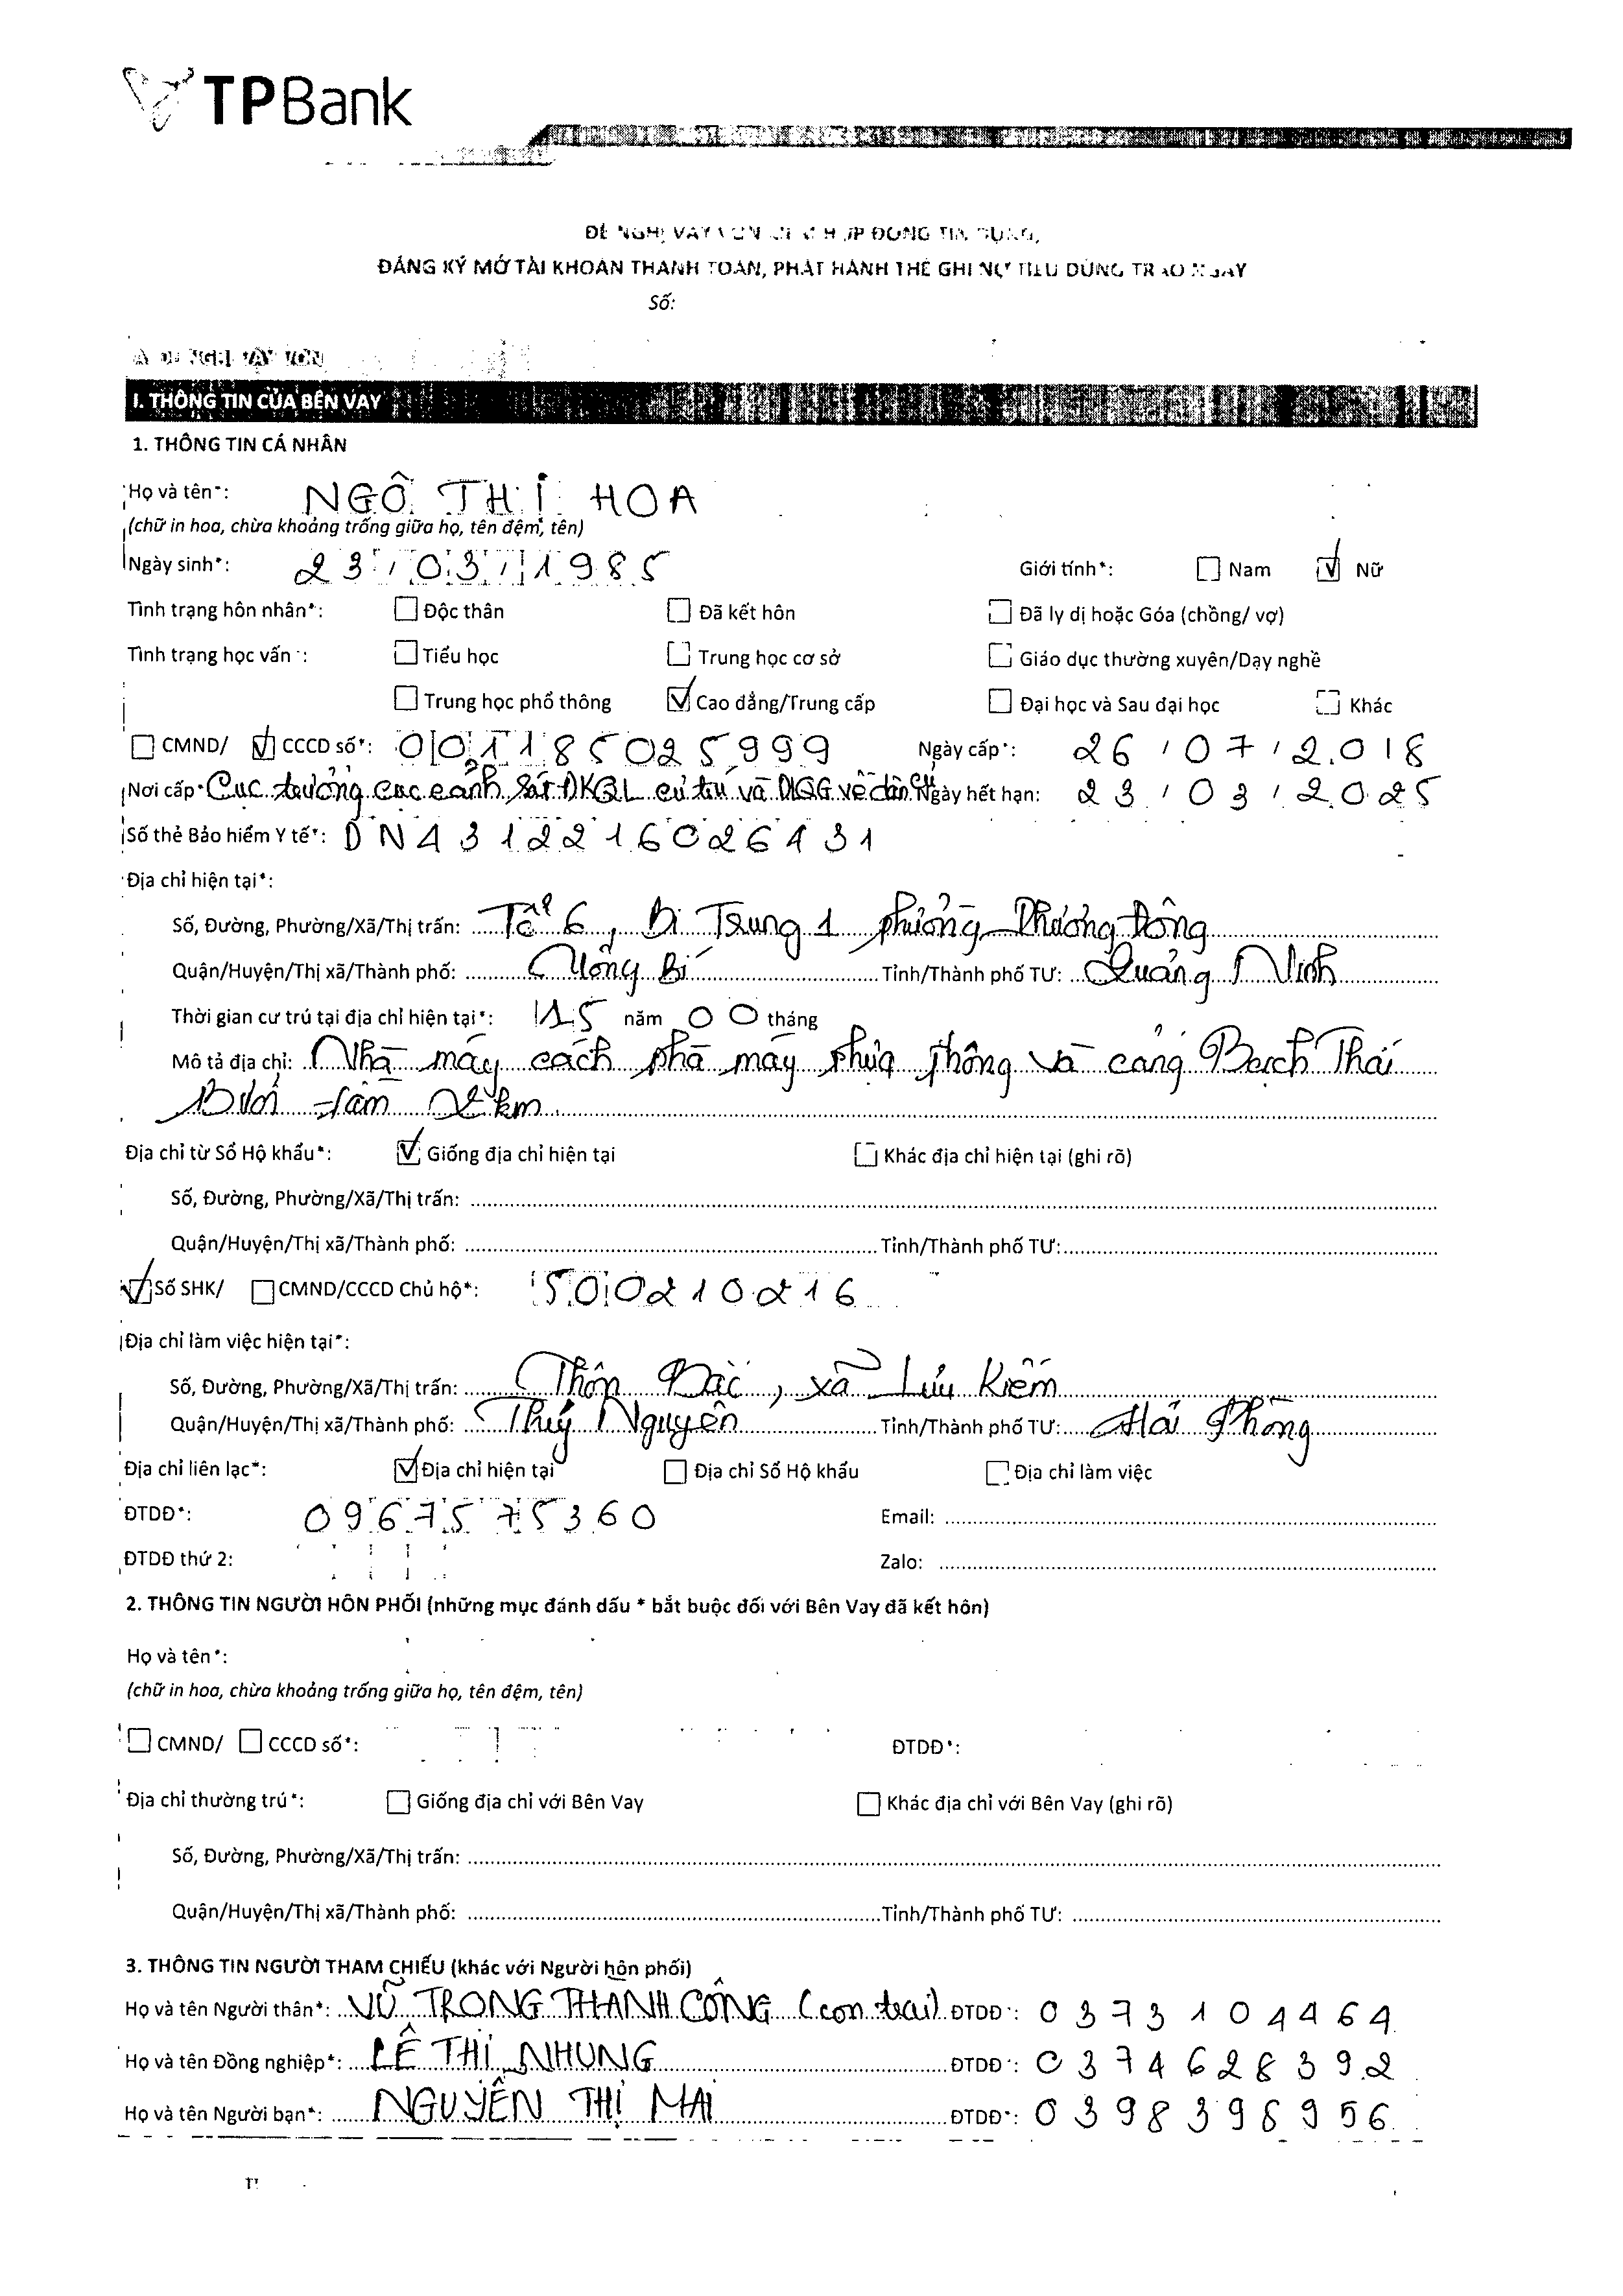 TPBank
ĐĂNG KÝ MỞ TÀI KHOẢN THANH TOÁN, PHÁT HÀNH THẺ GHI NỢ TIÊU DÙNG TRAO NGAY
Số:
I. THÔNG TIN CỦA BÊN VAY
1. THÔNG TIN CÁ NHÂN
Họ và tên*: NGÔ THỊ HOA
(chữ in hoa, chừa khoảng trống giữa họ, tên đệm, tên)
Ngày sinh*: 23/03/1985 Giới tính*: Nam Nữ
Tình trạng hôn nhân*: Độc thân Đã kết hôn Đã ly dị hoặc Góa (chồng/ vợ)
Tình trạng học vấn*: Tiểu học Trung học cơ sở Giáo dục thường xuyên/Dạy nghề
Trung học phổ thông Cao đẳng/Trung cấp Đại học và Sau đại học Khác
CMND/ CCCD số*: 001185025999 Ngày cấp*: 26/07/2018
Nơi cấp* Cục trưởng cục cảnh sát ĐKQL cư trú và DLQG về dân cư Ngày hết hạn: 23/03/2025
Số thẻ Bảo hiểm Y tế*: DN4312216026431
Địa chỉ hiện tại*:
Số, Đường, Phường/Xã/Thị trấn: Tổ 6, Bí Trung 1 phường Phương Đông
Quận/Huyện/Thị xã/Thành phố: Uông Bí Tỉnh/Thành phố TƯ: Quảng Ninh
Thời gian cư trú tại địa chỉ hiện tại*: 15 năm 00 tháng
Mô tả địa chỉ: Nhà máy cách nhà máy nhựa thông và cảng Bạch Thái
Bưởi tầm 2km
Địa chỉ từ Sổ Hộ khẩu*: Giống địa chỉ hiện tại Khác địa chỉ hiện tại (ghi rõ)
Số, Đường, Phường/Xã/Thị trấn:
Quận/Huyện/Thị xã/Thành phố: Tỉnh/Thành phố TƯ:
Số SHK/ CMND/CCCD Chủ hộ*: 500210216
Địa chỉ làm việc hiện tại*:
Số, Đường, Phường/Xã/Thị trấn: Thôn Bắc, xã Lưu Kiếm
Quận/Huyện/Thị xã/Thành phố: Thuỷ Nguyên Tỉnh/Thành phố TƯ: Hải Phòng
Địa chỉ liên lạc*: Địa chỉ hiện tại Địa chỉ Sổ Hộ khẩu Địa chỉ làm việc
ĐTDĐ*: 0967575360 Email:
ĐTDĐ thứ 2: Zalo:
2. THÔNG TIN NGƯỜI HÔN PHỐI (những mục đánh dấu * bắt buộc đối với Bên Vay đã kết hôn)
Họ và tên*:
(chữ in hoa, chừa khoảng trống giữa họ, tên đệm, tên)
CMND/ CCCD số*: ĐTDĐ*:
Địa chỉ thường trú*: Giống địa chỉ với Bên Vay Khác địa chỉ với Bên Vay (ghi rõ)
Số, Đường, Phường/Xã/Thị trấn:
Quận/Huyện/Thị xã/Thành phố: Tỉnh/Thành phố TƯ:
3. THÔNG TIN NGƯỜI THAM CHIẾU (khác với Người hôn phối)
Họ và tên Người thân*: VŨ TRỌNG THÀNH CÔNG (con trai) ĐTDĐ*: 0373104464
Họ và tên Đồng nghiệp*: LÊ THỊ NHUNG ĐTDĐ*: 0374628392
Họ và tên Người bạn*: NGUYỄN THỊ MAI ĐTDĐ*: 0398398956